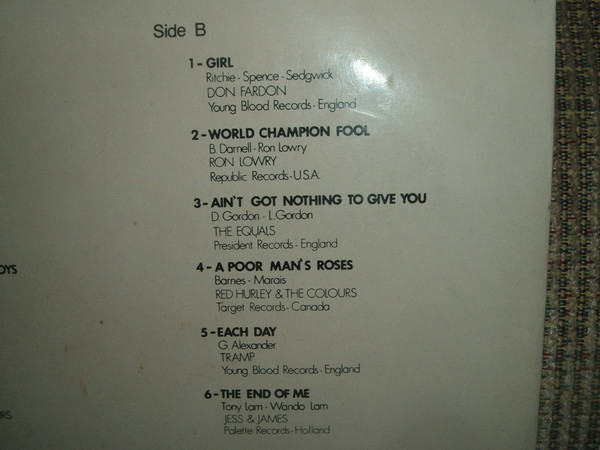 Side B
1 - GIRL
Ritchie - Spence - Sedgwick
DON FARDON
Young Blood Records - England
2 - WORLD CHAMPION FOOL
B. Darnell - Ron Lowry
RON LOWRY
Republic Records - U.S.A.
3 - AIN'T GOT NOTHING TO GIVE YOU
D. Gordon - L. Gordon
THE EQUALS
President Records - England
4 - A POOR MAN'S ROSES
Barnes - Marais
RED HURLEY & THE COLOURS
Target Records - Canada
5 - EACH DAY
G. Alexander
TRAMP
Young Blood Records - England
6 - THE END OF ME
Tony Lam - Wando Lam
JESS & JAMES
Palette Records - Holland
OYS
RS